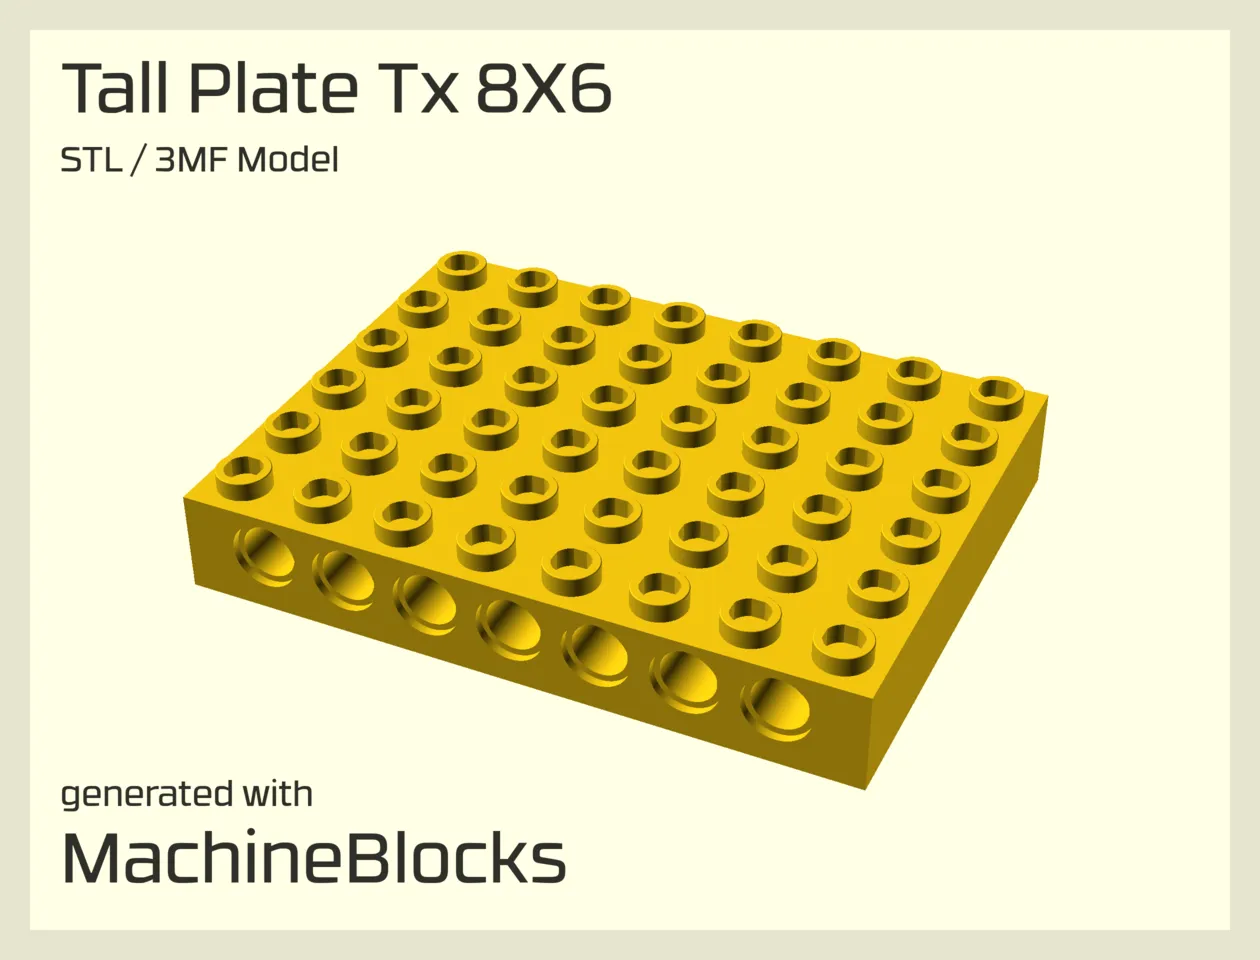 Tall Plate Tx 8X6
STL / 3MF Model
generated with
MachineBlocks